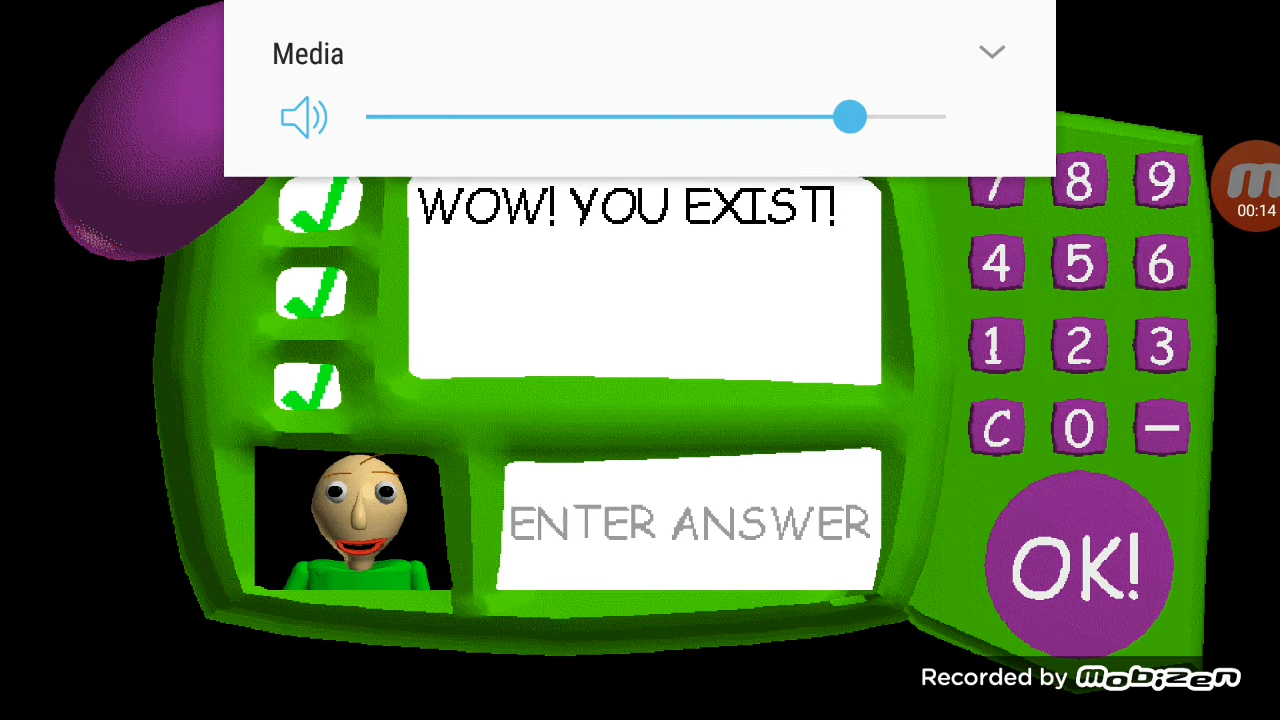 Media
WOW! YOU EXIST!
7 8 9
4 5 6
1 2 3
C 0 –
00:14
ENTER ANSWER
OK!
Recorded by mobizen